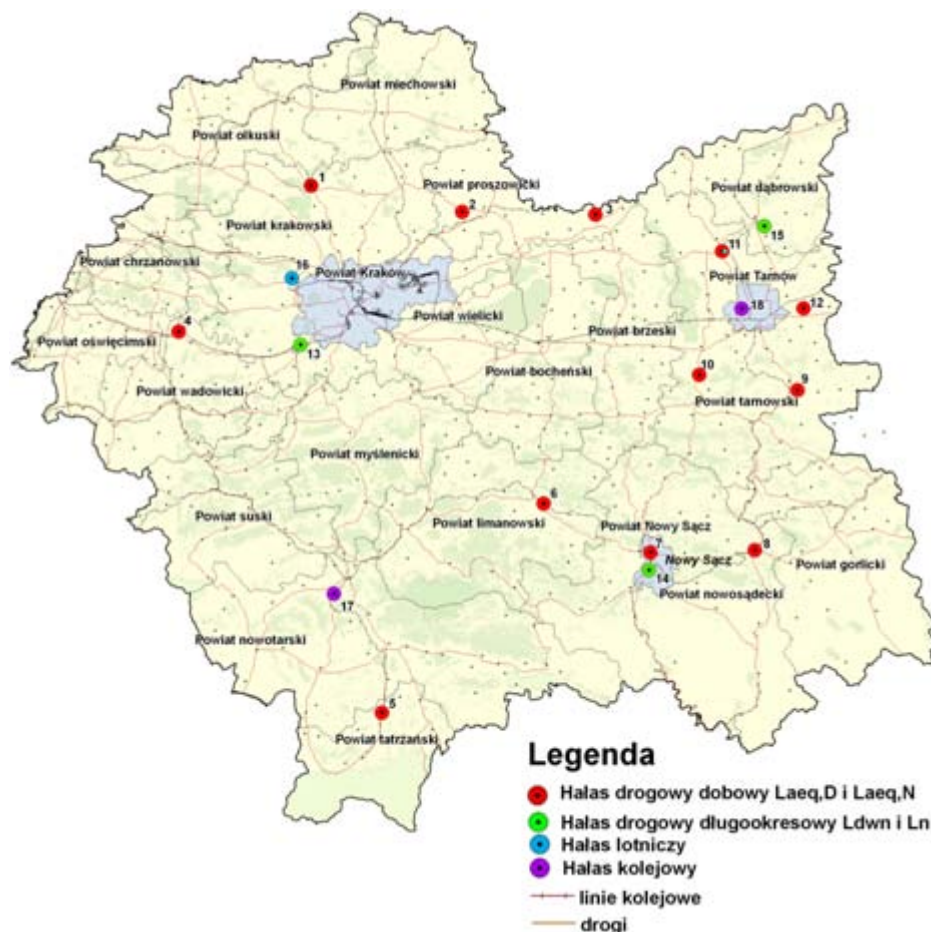 Powiat miechowski
Powiat olkuski
1
Powiat proszowicki
2
3
Powiat dąbrowski
15
Powiat krakowski
11
Powiat chrzanowski
16
Powiat Kraków
Powiat Tarnów
18
12
4
Powiat wielicki
Powiat brzeski
Powiat oświęcimski
13
Powiat bocheński
10
9
Powiat wadowicki
Powiat tarnowski
Powiat myślenicki
6
Powiat suski
Powiat limanowski
Powiat Nowy Sącz
7
Nowy Sącz
8
Powiat gorlicki
14
Powiat nowosądecki
17
Powiat nowotarski
5
Powiat tatrzański
Legenda
Hałas drogowy dobowy Laeq,D i Laeq,N
Hałas drogowy długookresowy Ldwn i Ln
Hałas lotniczy
Hałas kolejowy
linie kolejowe
drogi